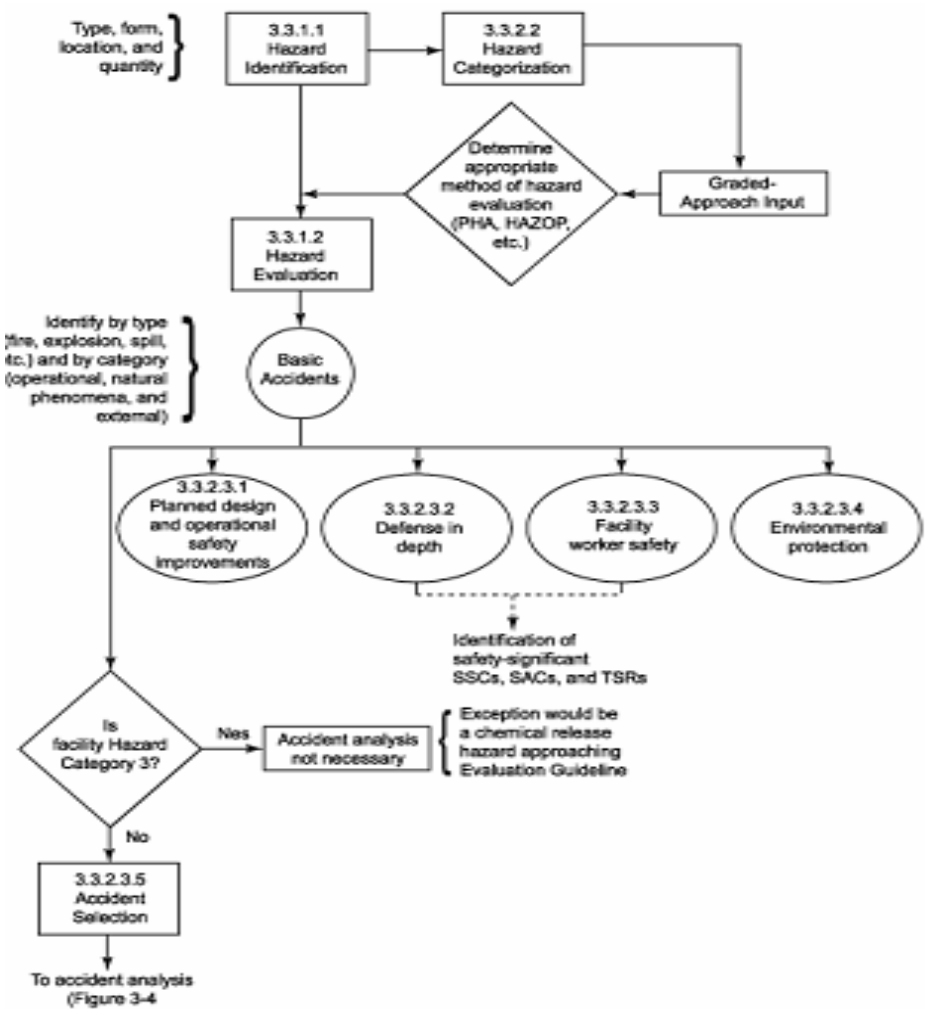 Type, form,
location, and
quantity
3.3.1.1
Hazard
Identification
3.3.2.2
Hazard
Categorization
Determine
appropriate
method of hazard
evaluation
(PHA, HAZOP,
etc.)
Graded-
Approach Input
3.3.1.2
Hazard
Evaluation
Identify by type
(fire, explosion, spill,
etc.) and by category
(operational, natural
phenomena, and
external)
Basic
Accidents
3.3.2.3.1
Planned design
and operational
safety
improvements
3.3.2.3.2
Defense in
depth
3.3.2.3.3
Facility
worker safety
3.3.2.3.4
Environmental
protection
Identification of
safety-significant
SSCs, SACs, and TSRs
Is
facility Hazard
Category 3?
Nes
Accident analysis
not necessary
Exception would be
a chemical release
hazard approaching
Evaluation Guideline
No
3.3.2.3.5
Accident
Selection
To accident analysis
(Figure 3-4